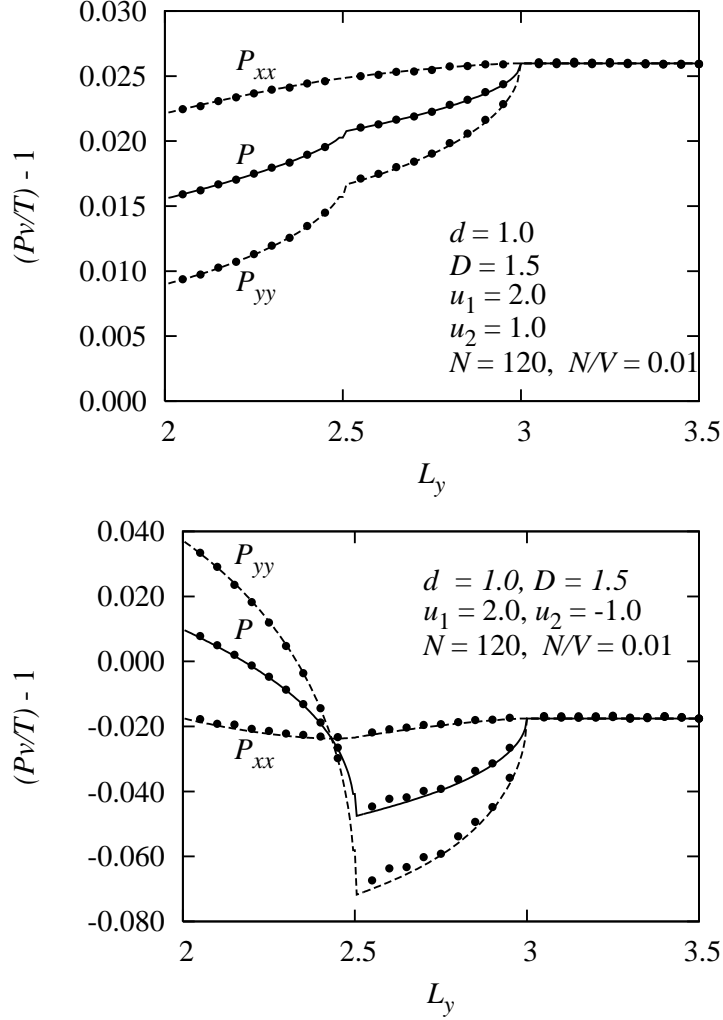 0.030
0.025
0.020
0.015
0.010
0.005
0.000
(Pv/T) - 1
P_xx
P
P_yy
d = 1.0
D = 1.5
u_1 = 2.0
u_2 = 1.0
N = 120, N/V = 0.01
2 2.5 3 3.5
L_y
0.040
0.020
0.000
-0.020
-0.040
-0.060
-0.080
(Pv/T) - 1
P_yy
P
P_xx
d = 1.0, D = 1.5
u_1 = 2.0, u_2 = -1.0
N = 120, N/V = 0.01
2 2.5 3 3.5
L_y